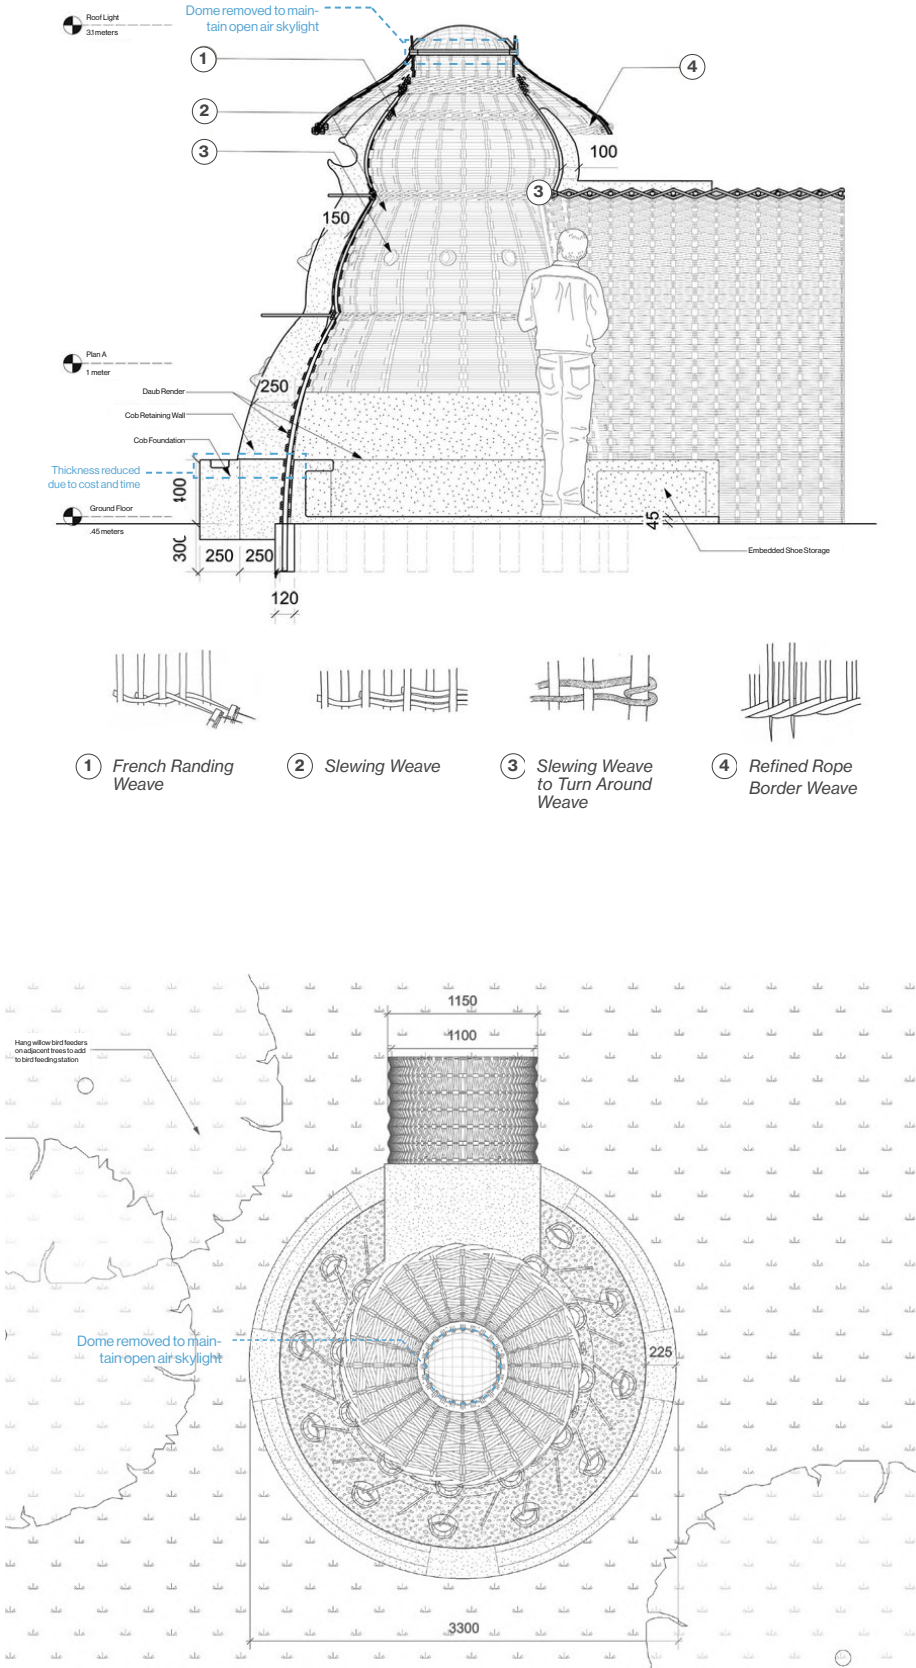 Roof Light
3.1 meters
Dome removed to main-
tain open air skylight
1
2
3
4
100
3
150
Plan A
1 meter
250
Daub Render
Cob Retaining Wall
Cob Foundation
Thickness reduced
due to cost and time
400
Ground Floor
.45 meters
300
250
250
45
Embedded Shoe Storage
120
1 French Randing
Weave
2 Slewing Weave
3 Slewing Weave
to Turn Around
Weave
4 Refined Rope
Border Weave
1150
1100
Hang willow bird feeders
on adjacent trees to add
to bird feeding station
Dome removed to main-
tain open air skylight
225
3300